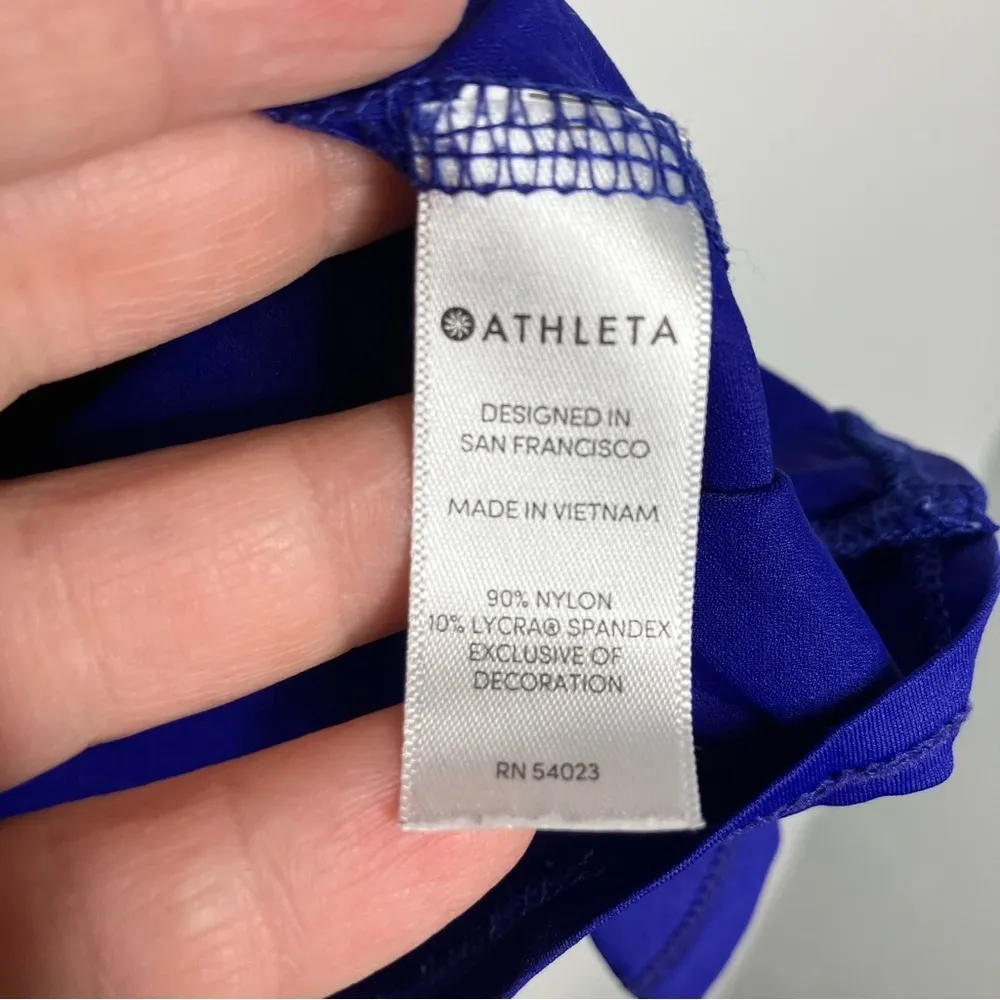 ATHLETA
DESIGNED IN
SAN FRANCISCO
MADE IN VIETNAM
90% NYLON
10% LYCRA® SPANDEX
EXCLUSIVE OF
DECORATION
RN 54023